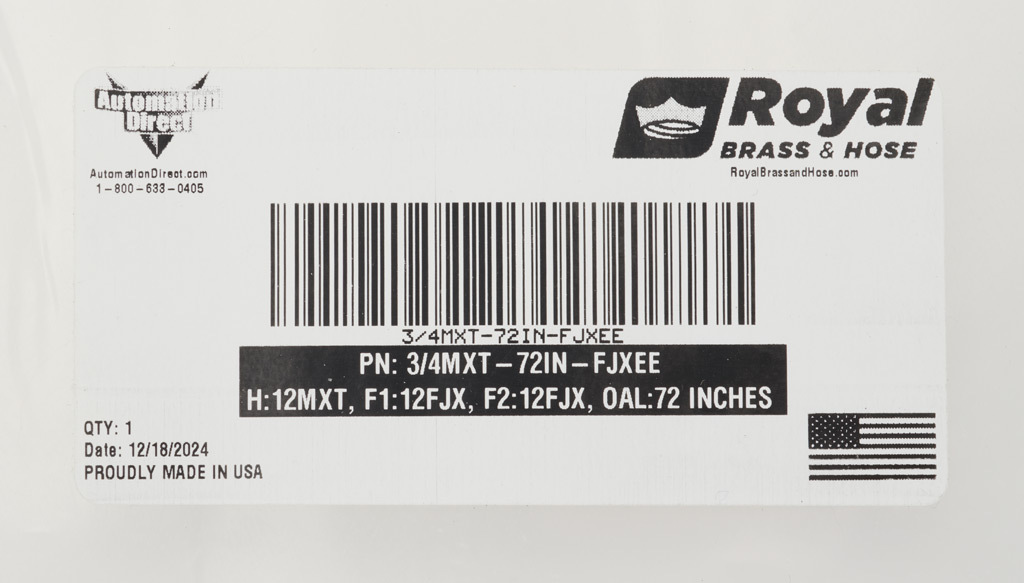 Automation
Direct
AutomationDirect.com
1-800-633-0405
Royal
BRASS & HOSE
RoyalBrassandHose.com
3/4MXT-72IN-FJXEE
PN: 3/4MXT-72IN-FJXEE
H:12MXT, F1:12FJX, F2:12FJX, OAL:72 INCHES
QTY: 1
Date: 12/18/2024
PROUDLY MADE IN USA